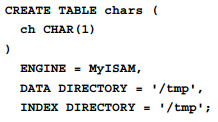 CREATE TABLE chars (
  ch CHAR(1)
)
  ENGINE = MyISAM,
  DATA DIRECTORY = '/tmp',
  INDEX DIRECTORY = '/tmp';